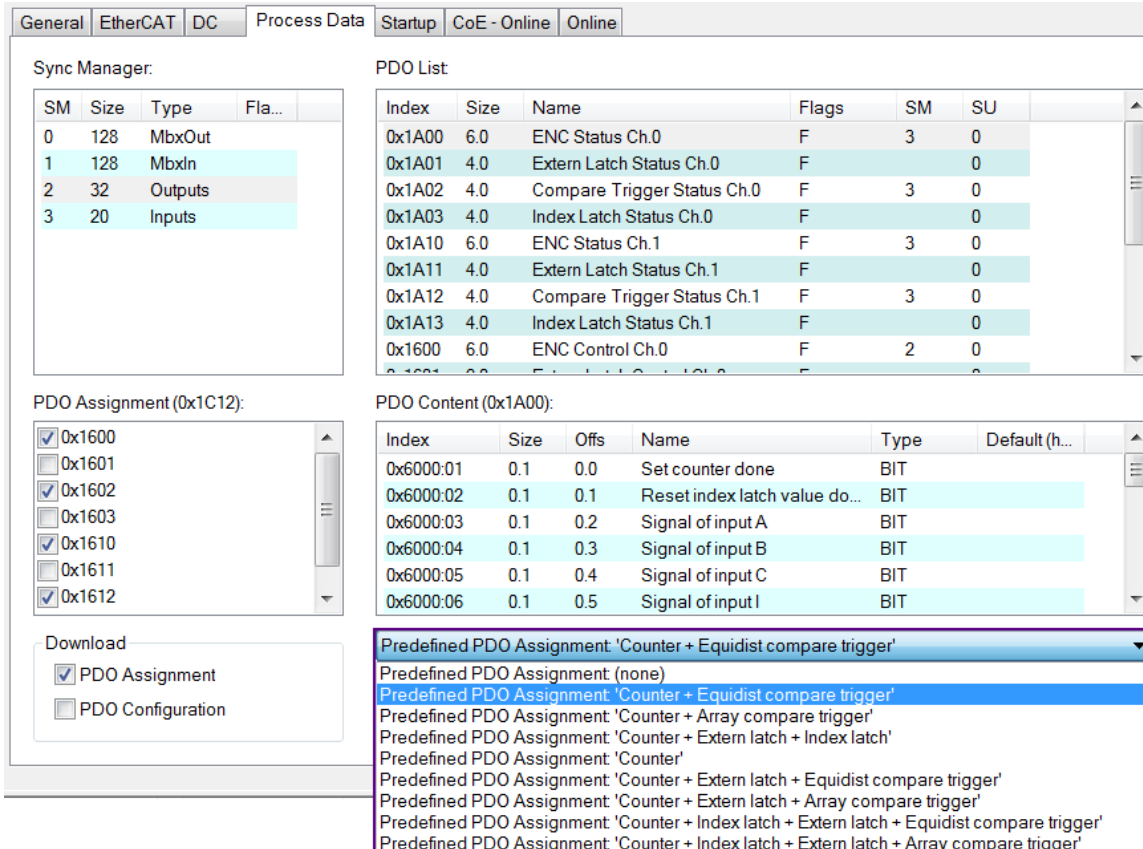 General EtherCAT DC Process Data Startup CoE - Online Online
Sync Manager:
SM Size Type Fla...
0 128 MbxOut
1 128 MbxIn
2 32 Outputs
3 20 Inputs
PDO List:
Index Size Name Flags SM SU
0x1A00 6.0 ENC Status Ch.0 F 3 0
0x1A01 4.0 Extern Latch Status Ch.0 F 0
0x1A02 4.0 Compare Trigger Status Ch.0 F 3 0
0x1A03 4.0 Index Latch Status Ch.0 F 0
0x1A10 6.0 ENC Status Ch.1 F 3 0
0x1A11 4.0 Extern Latch Status Ch.1 F 0
0x1A12 4.0 Compare Trigger Status Ch.1 F 3 0
0x1A13 4.0 Index Latch Status Ch.1 F 0
0x1600 6.0 ENC Control Ch.0 F 2 0
PDO Assignment (0x1C12):
0x1600
0x1601
0x1602
0x1603
0x1610
0x1611
0x1612
PDO Content (0x1A00):
Index Size Offs Name Type Default (h...
0x6000:01 0.1 0.0 Set counter done BIT
0x6000:02 0.1 0.1 Reset index latch value do... BIT
0x6000:03 0.1 0.2 Signal of input A BIT
0x6000:04 0.1 0.3 Signal of input B BIT
0x6000:05 0.1 0.4 Signal of input C BIT
0x6000:06 0.1 0.5 Signal of input I BIT
Download
PDO Assignment
PDO Configuration
Predefined PDO Assignment: 'Counter + Equidist compare trigger'
Predefined PDO Assignment: (none)
Predefined PDO Assignment: 'Counter + Equidist compare trigger'
Predefined PDO Assignment: 'Counter + Array compare trigger'
Predefined PDO Assignment: 'Counter + Extern latch + Index latch'
Predefined PDO Assignment: 'Counter'
Predefined PDO Assignment: 'Counter + Extern latch + Equidist compare trigger'
Predefined PDO Assignment: 'Counter + Extern latch + Array compare trigger'
Predefined PDO Assignment: 'Counter + Index latch + Extern latch + Equidist compare trigger'
Predefined PDO Assignment: 'Counter + Index latch + Extern latch + Array compare trigger'